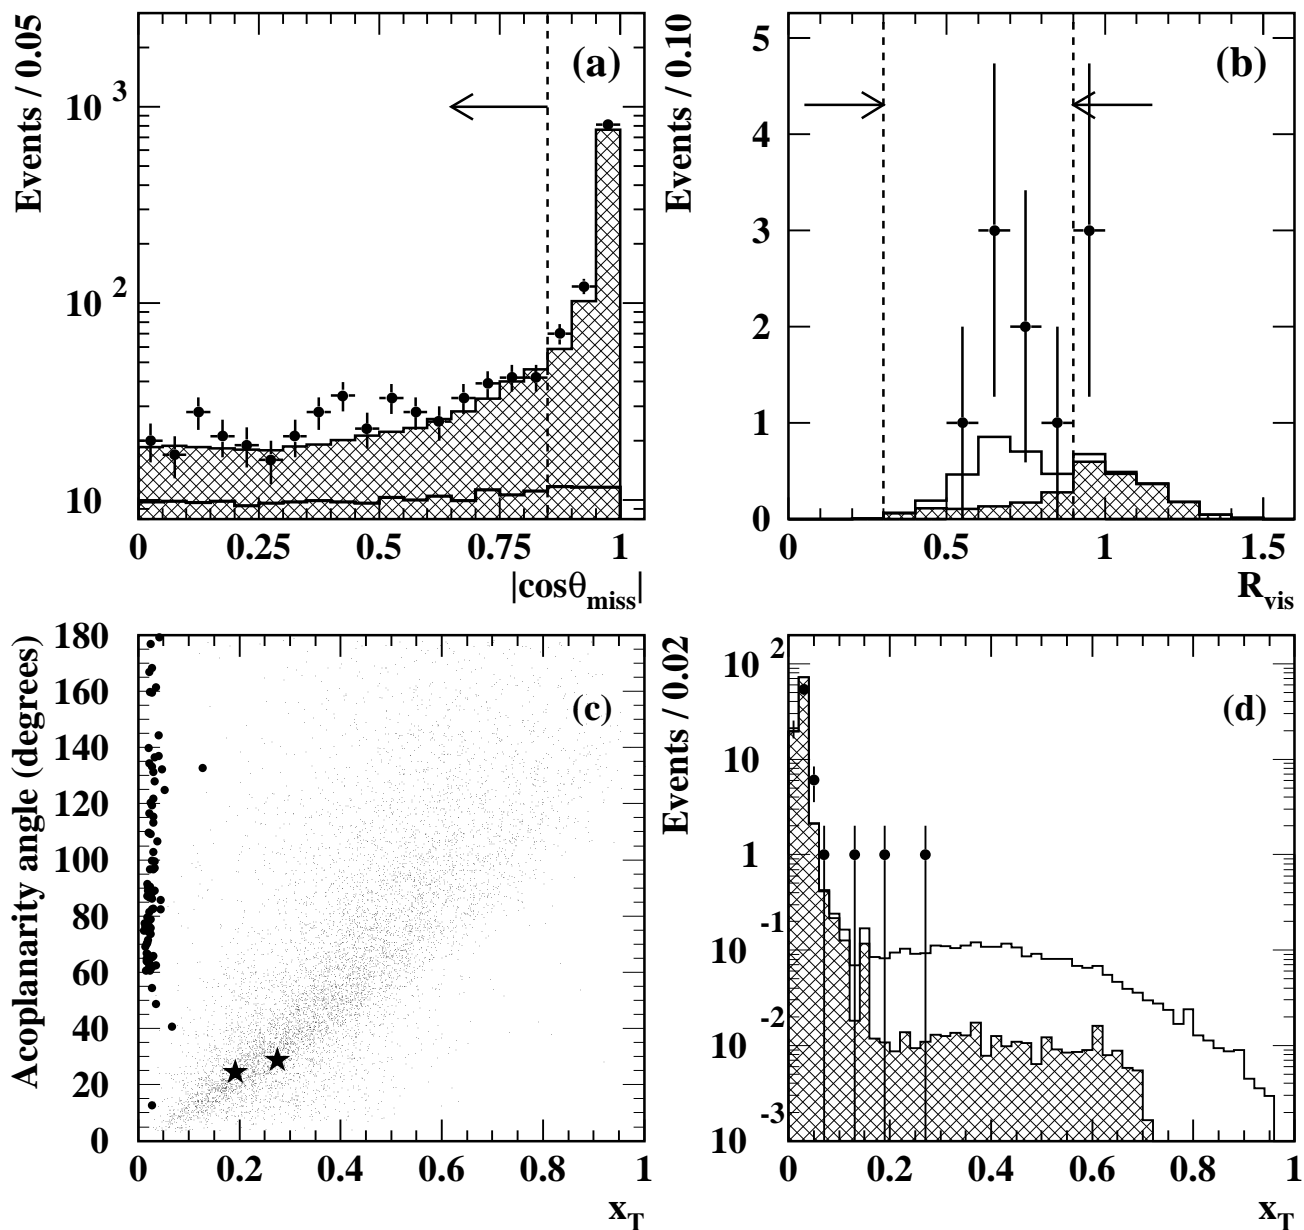 Events / 0.05
(a)
10 3
10 2
10
0 0.25 0.5 0.75 1
|cosθmiss|
Events / 0.10
(b)
5
4
3
2
1
0
0 0.5 1 1.5
Rvis
Acoplanarity angle (degrees)
(c)
180
160
140
120
100
80
60
40
20
0
0 0.2 0.4 0.6 0.8 1
xT
Events / 0.02
(d)
10 2
10
1
10 -1
10 -2
10 -3
0 0.2 0.4 0.6 0.8 1
xT